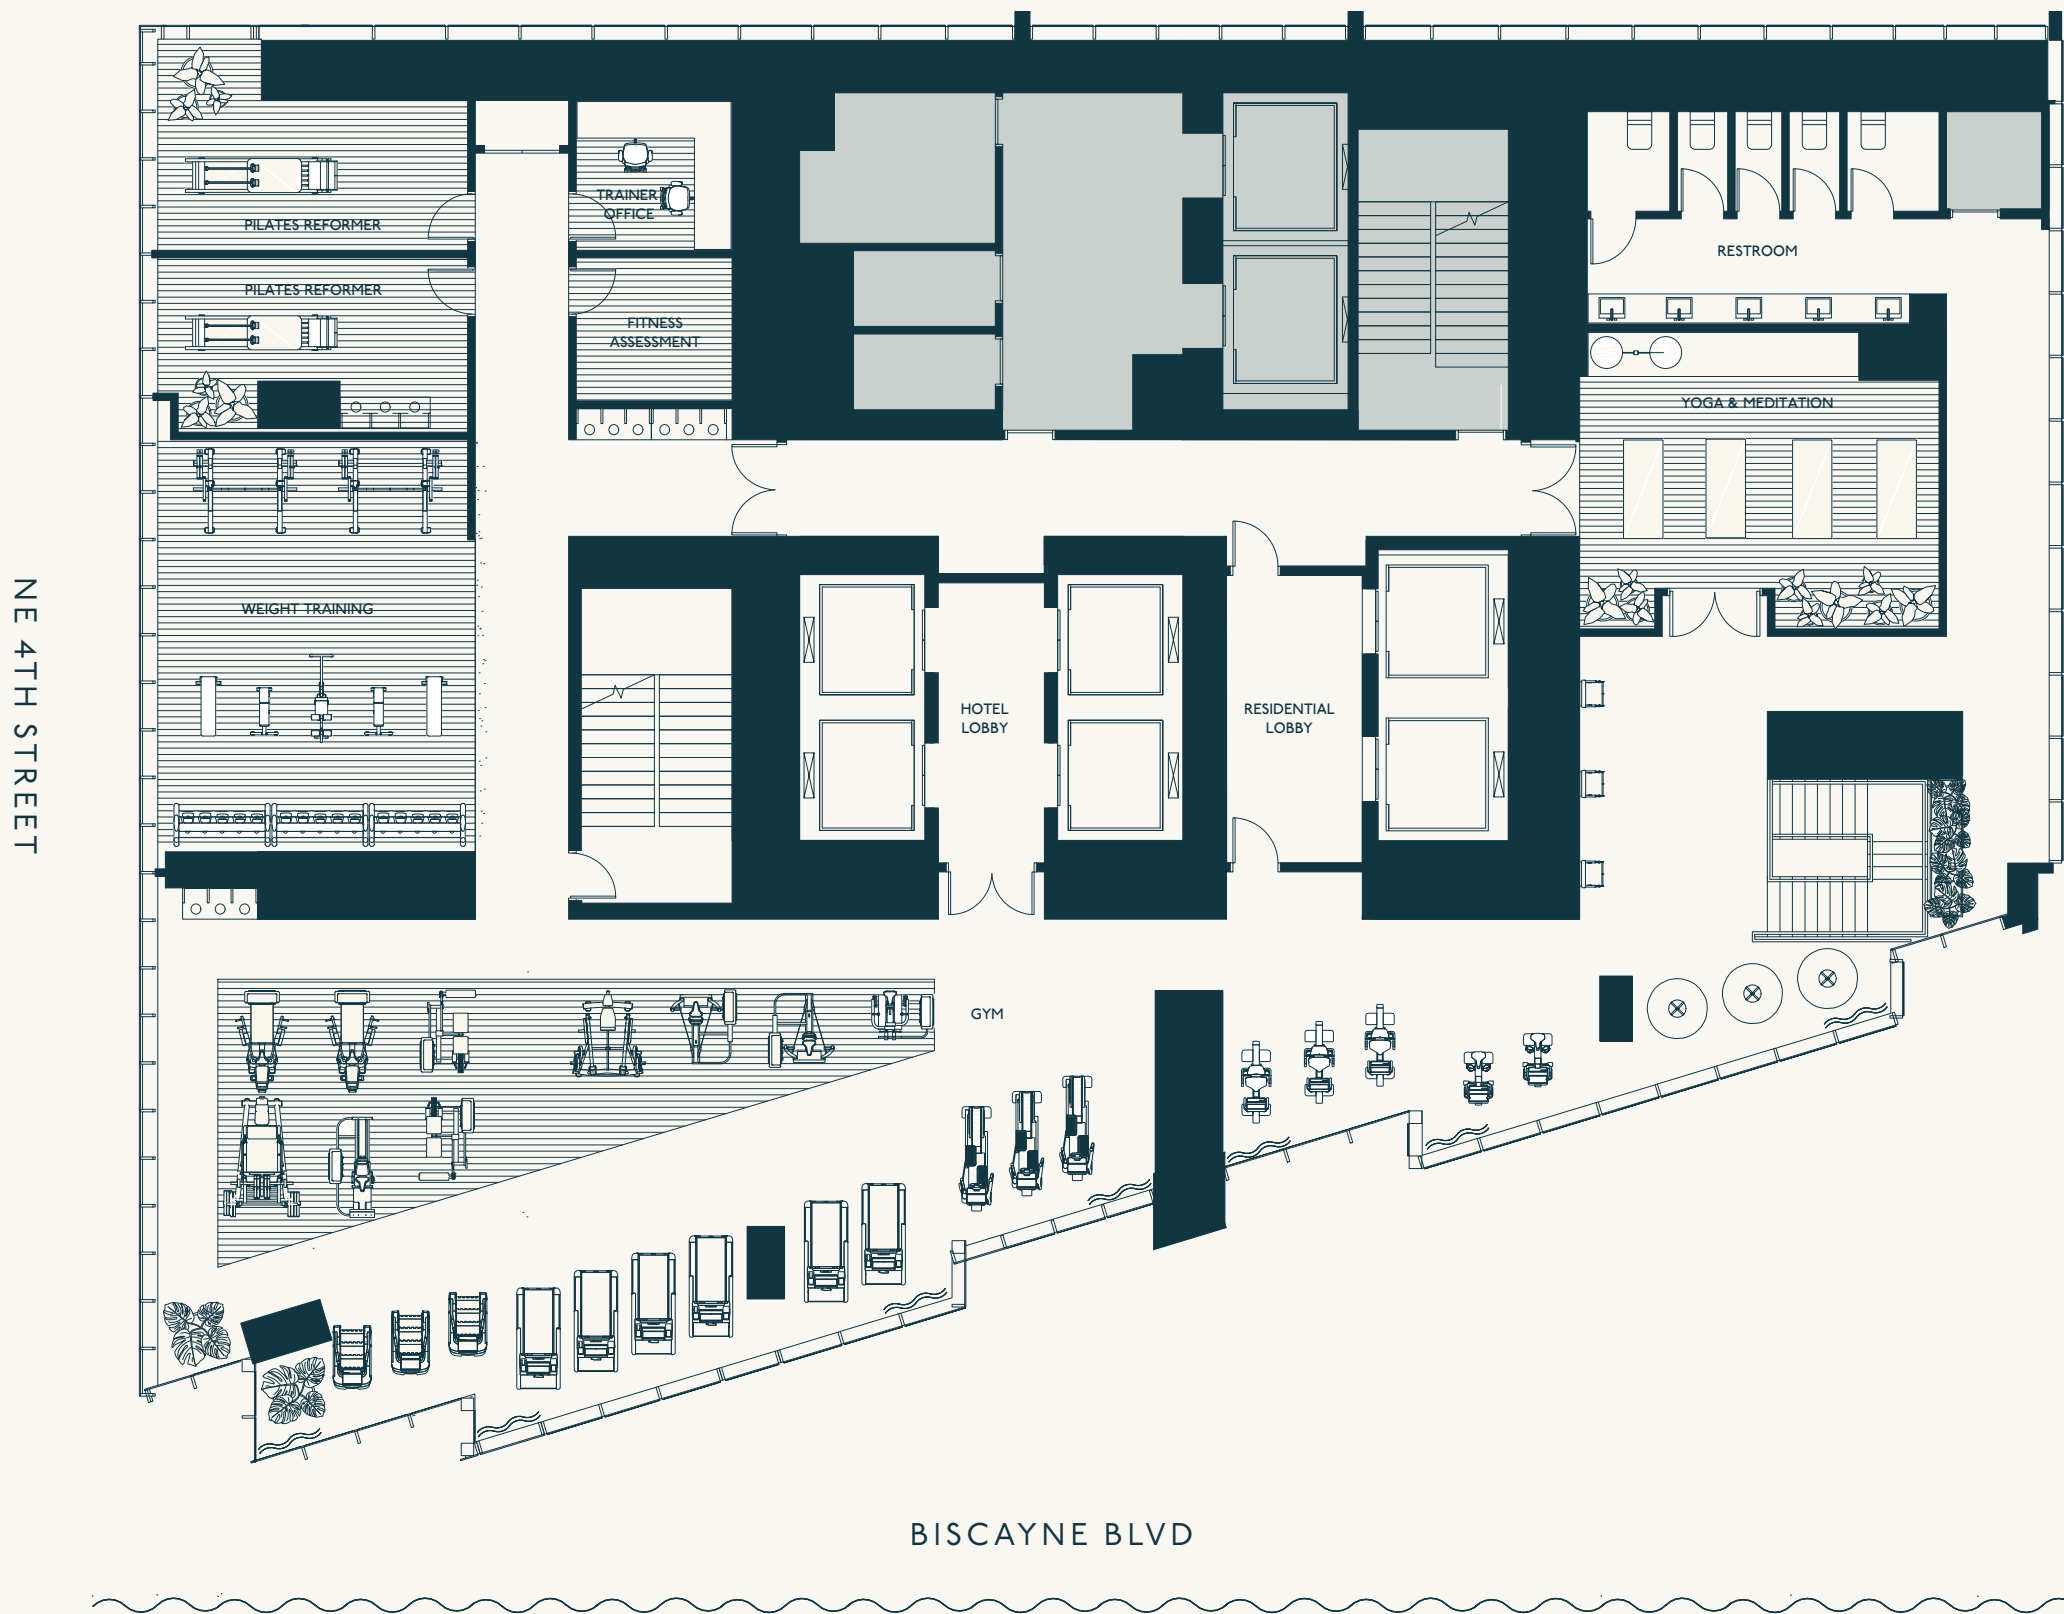 TRAINER
OFFICE
PILATES REFORMER
RESTROOM
PILATES REFORMER
FITNESS
ASSESSMENT
YOGA & MEDITATION
WEIGHT TRAINING
NE 4TH STREET
HOTEL
LOBBY
RESIDENTIAL
LOBBY
GYM
BISCAYNE BLVD